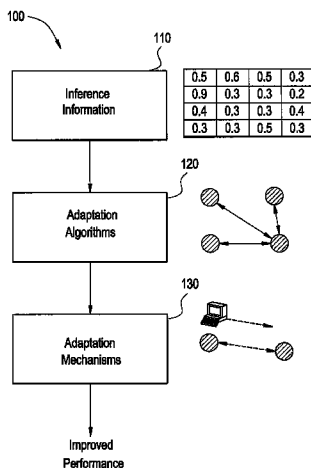 100
110
Inference
Information
0.5 0.6 0.5 0.3
0.9 0.3 0.3 0.2
0.4 0.3 0.3 0.4
0.3 0.3 0.5 0.3
120
Adaptation
Algorithms
130
Adaptation
Mechanisms
Improved
Performance